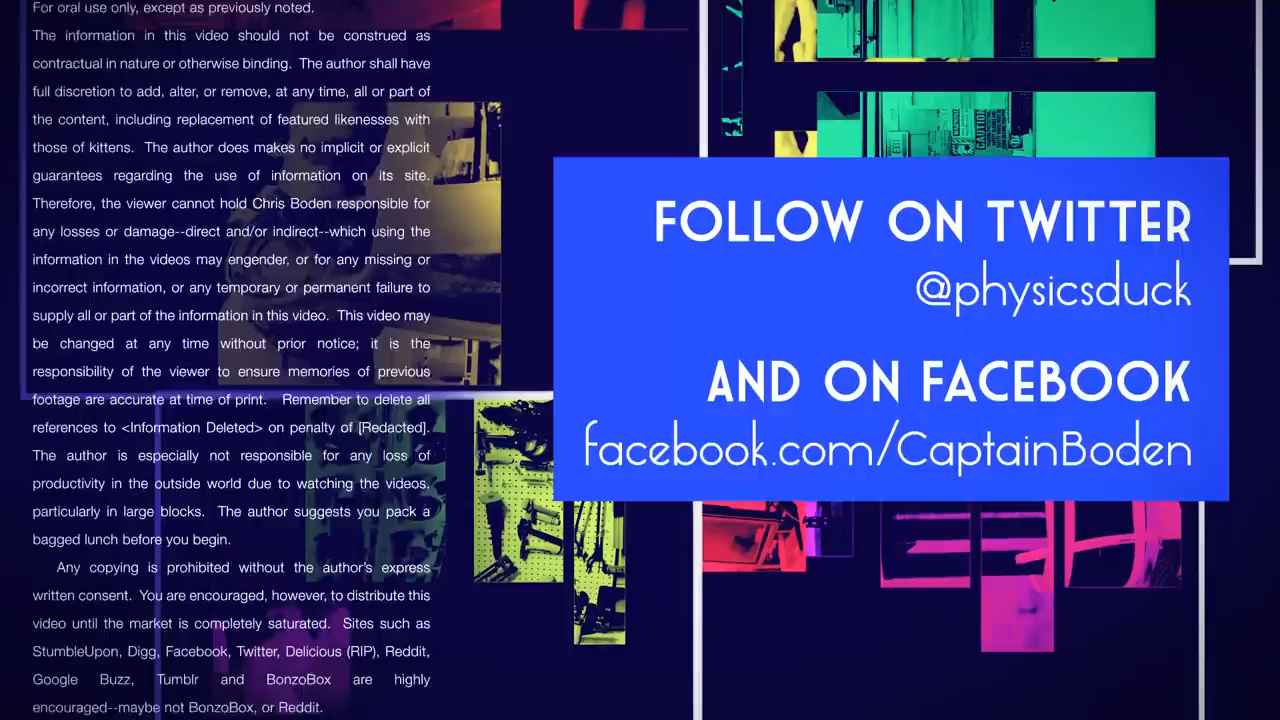 For oral use only, except as previously noted.
The information in this video should not be construed as
contractual in nature or otherwise binding. The author shall have
full discretion to add, alter, or remove, at any time, all or part of
the content, including replacement of featured likenesses with
those of kittens. The author does makes no implicit or explicit
guarantees regarding the use of information on its site.
Therefore, the viewer cannot hold Chris Boden responsible for
any losses or damage--direct and/or indirect--which using the
information in the videos may engender, or for any missing or
incorrect information, or any temporary or permanent failure to
supply all or part of the information in this video. This video may
be changed at any time without prior notice; it is the
responsibility of the viewer to ensure memories of previous
footage are accurate at time of print. Remember to delete all
references to <Information Deleted> on penalty of [Redacted].
The author is especially not responsible for any loss of
productivity in the outside world due to watching the videos,
particularly in large blocks. The author suggests you pack a
bagged lunch before you begin.
Any copying is prohibited without the author's express
written consent. You are encouraged, however, to distribute this
video until the market is completely saturated. Sites such as
StumbleUpon, Digg, Facebook, Twitter, Delicious (RIP), Reddit,
Google Buzz, Tumblr and BonzoBox are highly
encouraged--maybe not BonzoBox, or Reddit.
FOLLOW ON TWITTER
@physicsduck
AND ON FACEBOOK
facebook.com/CaptainBoden
CAUTION